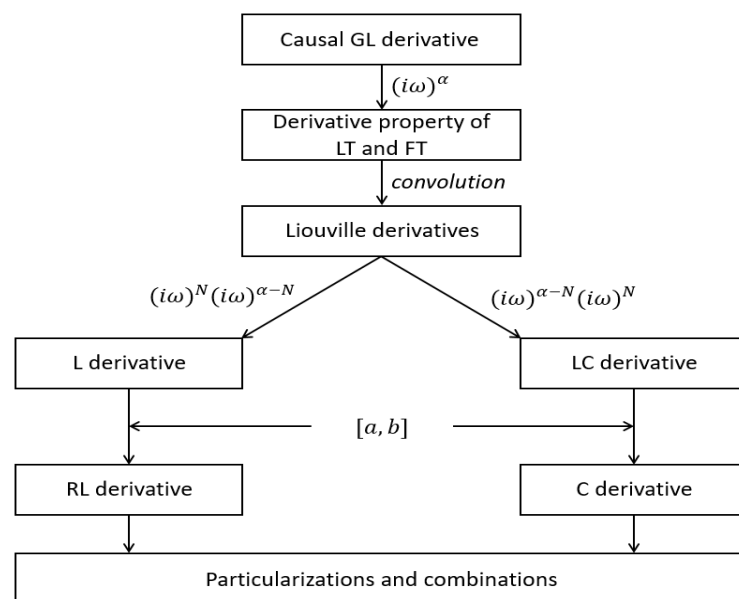 Causal GL derivative
(iω)^α
Derivative property of
LT and FT
convolution
Liouville derivatives
(iω)^N(iω)^{α−N}
(iω)^{α−N}(iω)^N
L derivative
LC derivative
[a, b]
RL derivative
C derivative
Particularizations and combinations